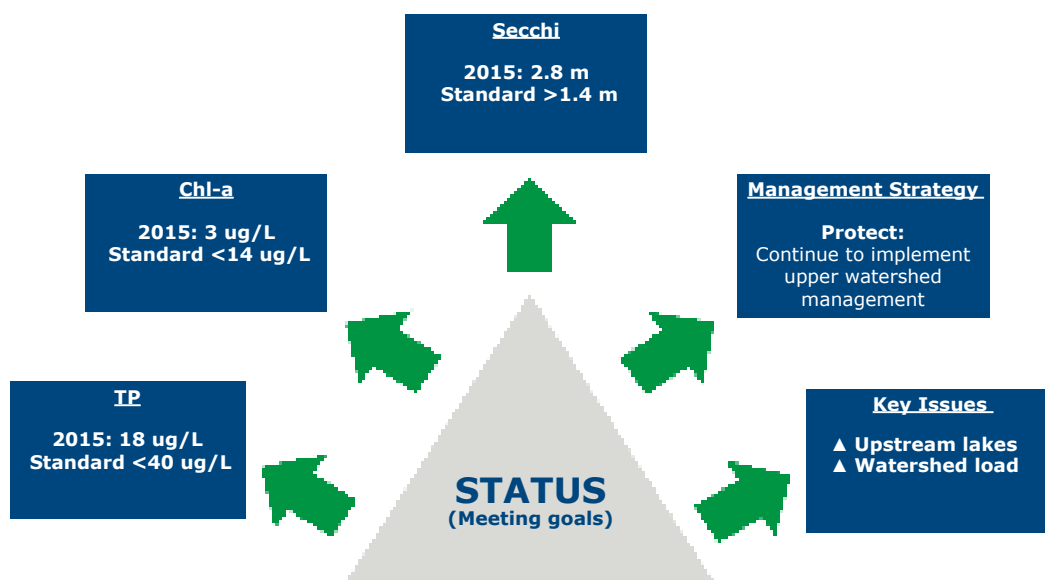 Secchi
2015: 2.8 m
Standard >1.4 m
Chl-a
2015: 3 ug/L
Standard <14 ug/L
Management Strategy
Protect:
Continue to implement
upper watershed
management
TP
2015: 18 ug/L
Standard <40 ug/L
Key Issues
▲ Upstream lakes
▲ Watershed load
STATUS
(Meeting goals)